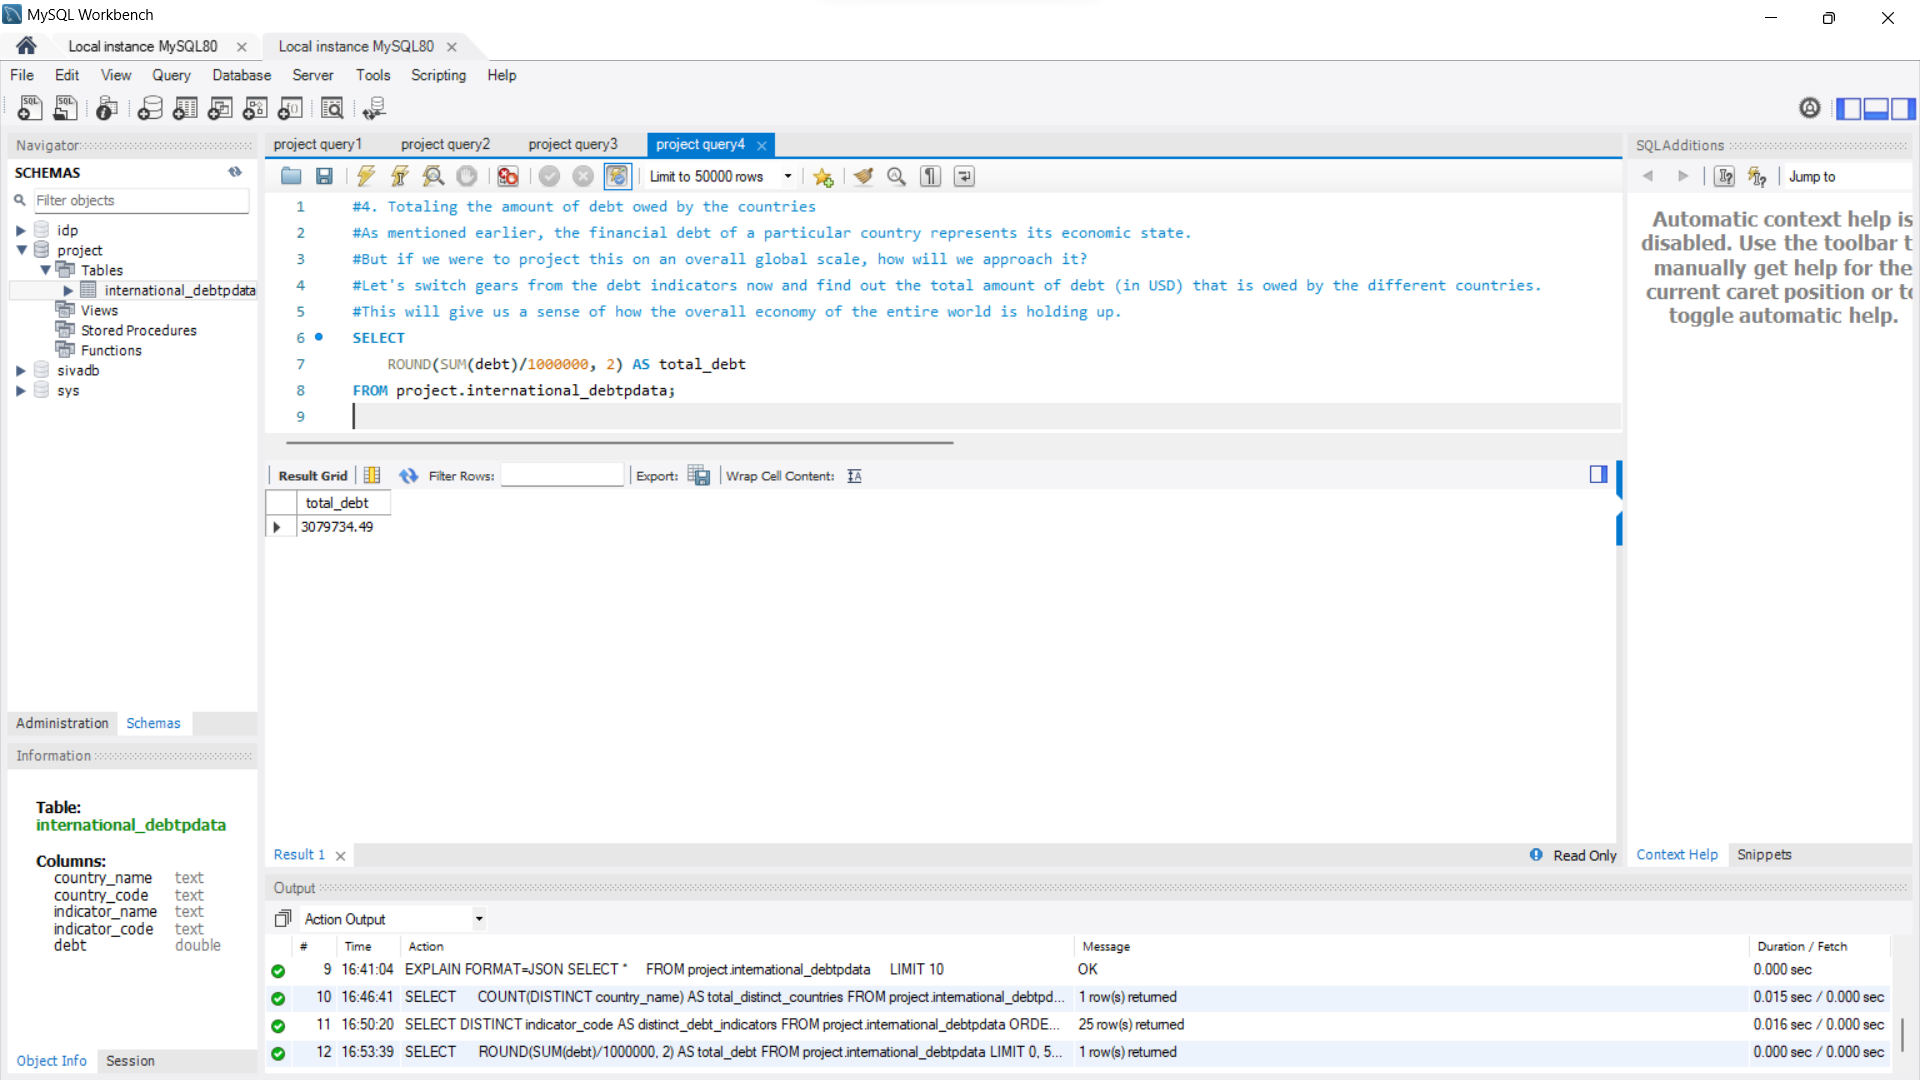 MySQL Workbench
Local instance MySQL80
Local instance MySQL80
File Edit View Query Database Server Tools Scripting Help
Navigator
SCHEMAS
Filter objects
idp
project
Tables
international_debtpdata
Views
Stored Procedures
Functions
sivadb
sys
Administration Schemas
Information
Table:
international_debtpdata
Columns:
country_name text
country_code text
indicator_name text
indicator_code text
debt double
Object Info Session
project query1 project query2 project query3 project query4
Limit to 50000 rows
1 #4. Totaling the amount of debt owed by the countries
2 #As mentioned earlier, the financial debt of a particular country represents its economic state.
3 #But if we were to project this on an overall global scale, how will we approach it?
4 #Let's switch gears from the debt indicators now and find out the total amount of debt (in USD) that is owed by the different countries.
5 #This will give us a sense of how the overall economy of the entire world is holding up.
6 SELECT
7 ROUND(SUM(debt)/1000000, 2) AS total_debt
8 FROM project.international_debtpdata;
9
Result Grid Filter Rows: Export: Wrap Cell Content:
total_debt
3079734.49
Result 1
Read Only
SQLAdditions
Jump to
Automatic context help is
disabled. Use the toolbar t
manually get help for the
current caret position or to
toggle automatic help.
Context Help Snippets
Output
Action Output
# Time Action Message Duration / Fetch
9 16:41:04 EXPLAIN FORMAT=JSON SELECT * FROM project.international_debtpdata LIMIT 10 OK 0.000 sec
10 16:46:41 SELECT COUNT(DISTINCT country_name) AS total_distinct_countries FROM project.international_debtpd... 1 row(s) returned 0.015 sec / 0.000 sec
11 16:50:20 SELECT DISTINCT indicator_code AS distinct_debt_indicators FROM project.international_debtpdata ORDE... 25 row(s) returned 0.016 sec / 0.000 sec
12 16:53:39 SELECT ROUND(SUM(debt)/1000000, 2) AS total_debt FROM project.international_debtpdata LIMIT 0, 5... 1 row(s) returned 0.000 sec / 0.000 sec